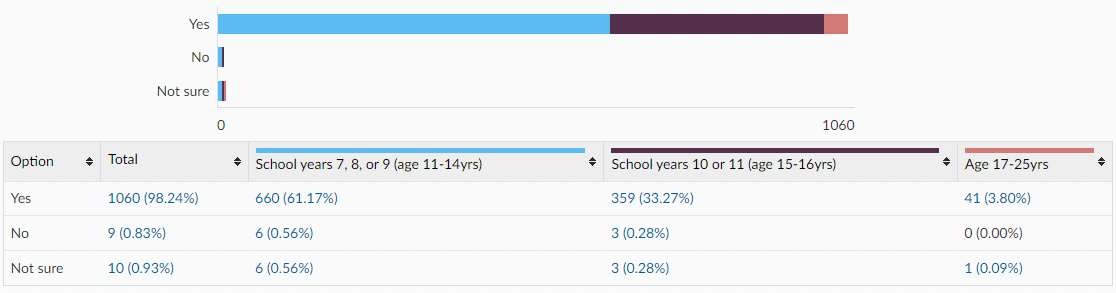 Yes
No
Not sure
0 1060
Option Total School years 7, 8, or 9 (age 11-14yrs) School years 10 or 11 (age 15-16yrs) Age 17-25yrs
Yes 1060 (98.24%) 660 (61.17%) 359 (33.27%) 41 (3.80%)
No 9 (0.83%) 6 (0.56%) 3 (0.28%) 0 (0.00%)
Not sure 10 (0.93%) 6 (0.56%) 3 (0.28%) 1 (0.09%)